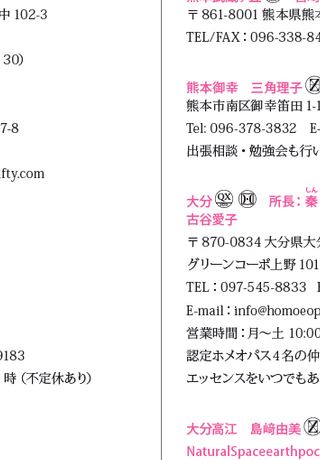 中 102-3
30）
7-8
fty.com
9183
時（不定休あり）
〒861-8001 熊本県熊
TEL/FAX：096-338-84
熊本御幸　三角理子
熊本市南区御幸笛田 1-1
Tel: 096-378-3832　E-
出張相談・勉強会も行い
大分 QX H 所長：秦
しん
古谷愛子
〒870-0834 大分県大分
グリーンコーポ上野 101
TEL：097-545-8833
E-mail：info@homoeop
営業時間：月〜土 10:00
認定ホメオパス4名の仲
エッセンスをいつでもあ
大分高江　島﨑由美
NaturalSpaceearthpoc